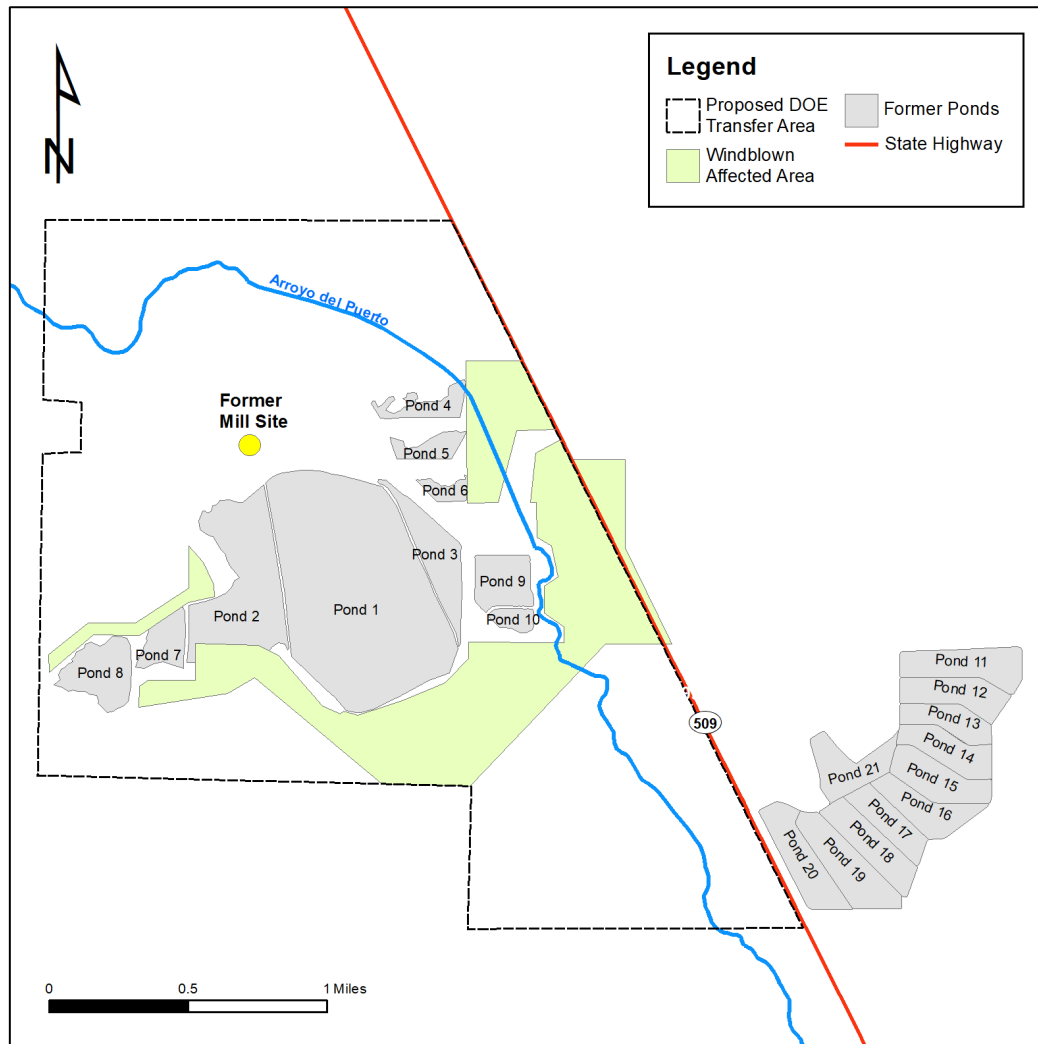 N
Legend
Proposed DOE
Transfer Area
Former Ponds
State Highway
Windblown
Affected Area
Arroyo del Puerto
Former
Mill Site
Pond 4
Pond 5
Pond 6
Pond 3
Pond 9
Pond 10
Pond 1
Pond 2
Pond 7
Pond 8
509
Pond 11
Pond 12
Pond 13
Pond 14
Pond 15
Pond 16
Pond 21
Pond 17
Pond 18
Pond 19
Pond 20
0 0.5 1 Miles